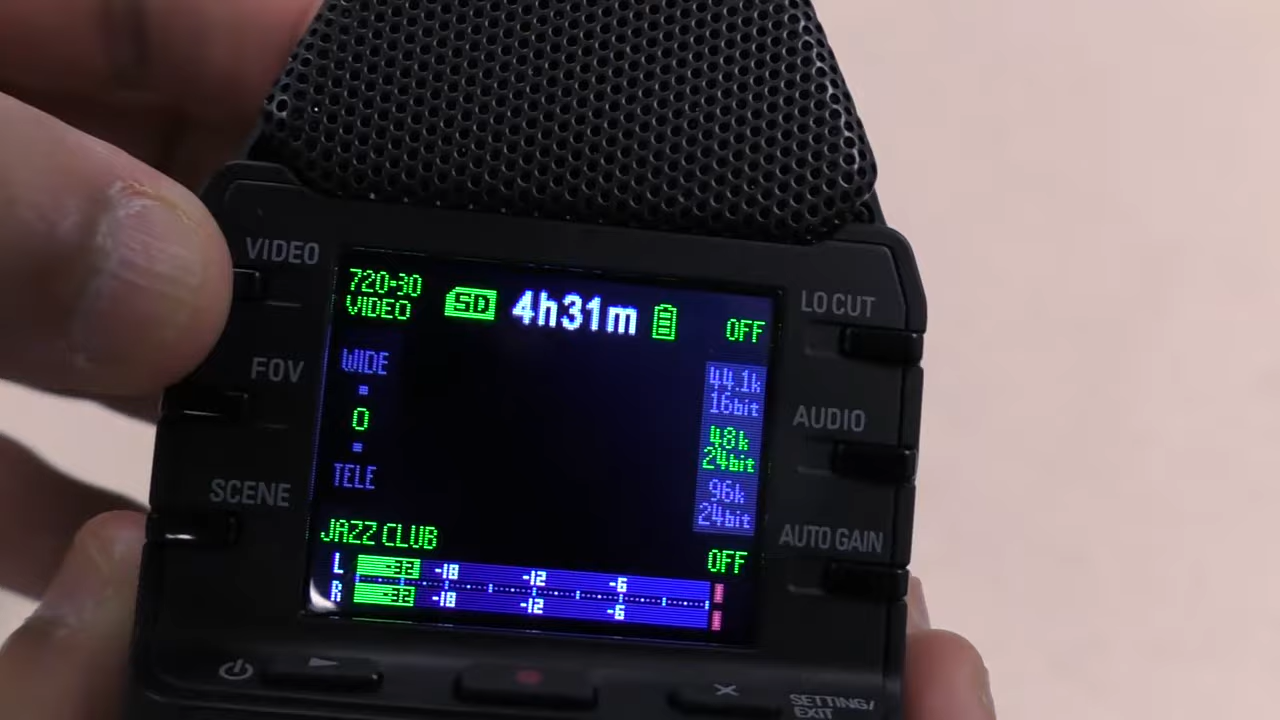 VIDEO
720-30
VIDEO
SD
4h31m
OFF
LO CUT
WIDE
FOV
0
44.1k
16bit
AUDIO
48k
24bit
TELE
96k
24bit
SCENE
JAZZ CLUB
OFF
AUTO GAIN
L -18 -12 -6
R -18 -12 -6
SETTING/
EXIT